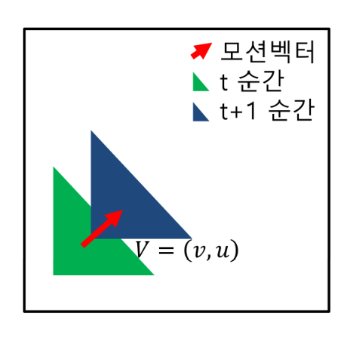 모션벡터
t 순간
t+1 순간
V = (v, u)